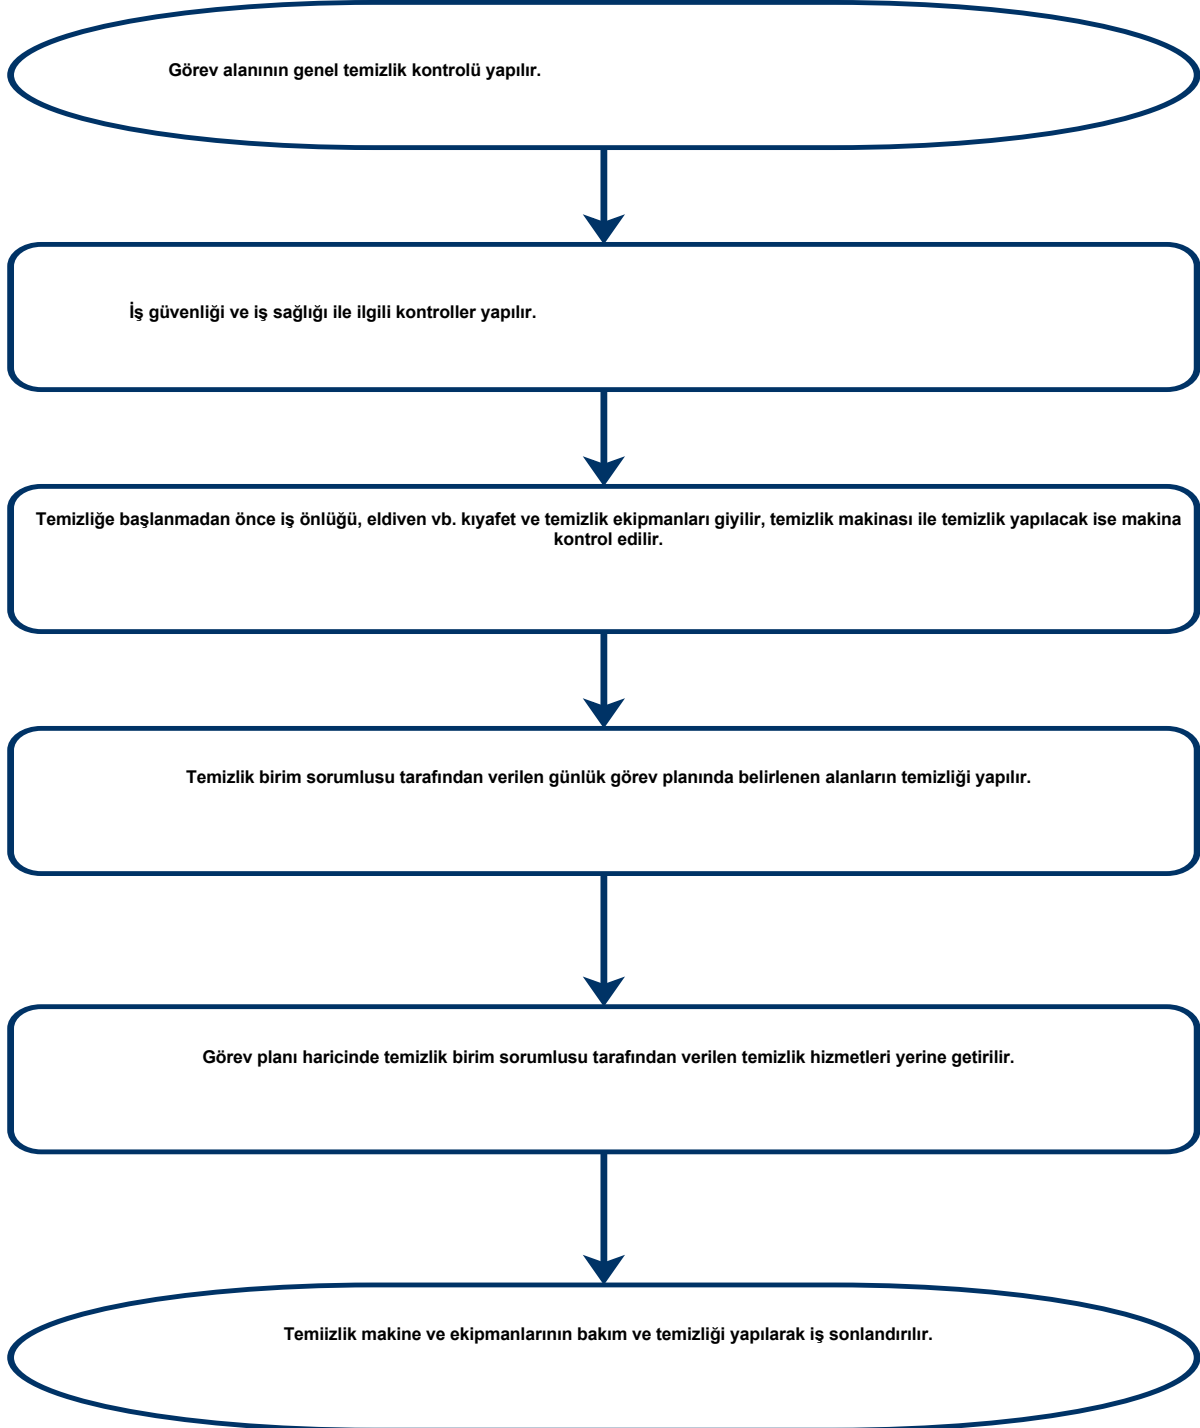 Görev alanının genel temizlik kontrolü yapılır.
İş güvenliği ve iş sağlığı ile ilgili kontroller yapılır.
Temizliğe başlanmadan önce iş önlüğü, eldiven vb. kıyafet ve temizlik ekipmanları giyilir, temizlik makinası ile temizlik yapılacak ise makina
kontrol edilir.
Temizlik birim sorumlusu tarafından verilen günlük görev planında belirlenen alanların temizliği yapılır.
Görev planı haricinde temizlik birim sorumlusu tarafından verilen temizlik hizmetleri yerine getirilir.
Temiizlik makine ve ekipmanlarının bakım ve temizliği yapılarak iş sonlandırılır.